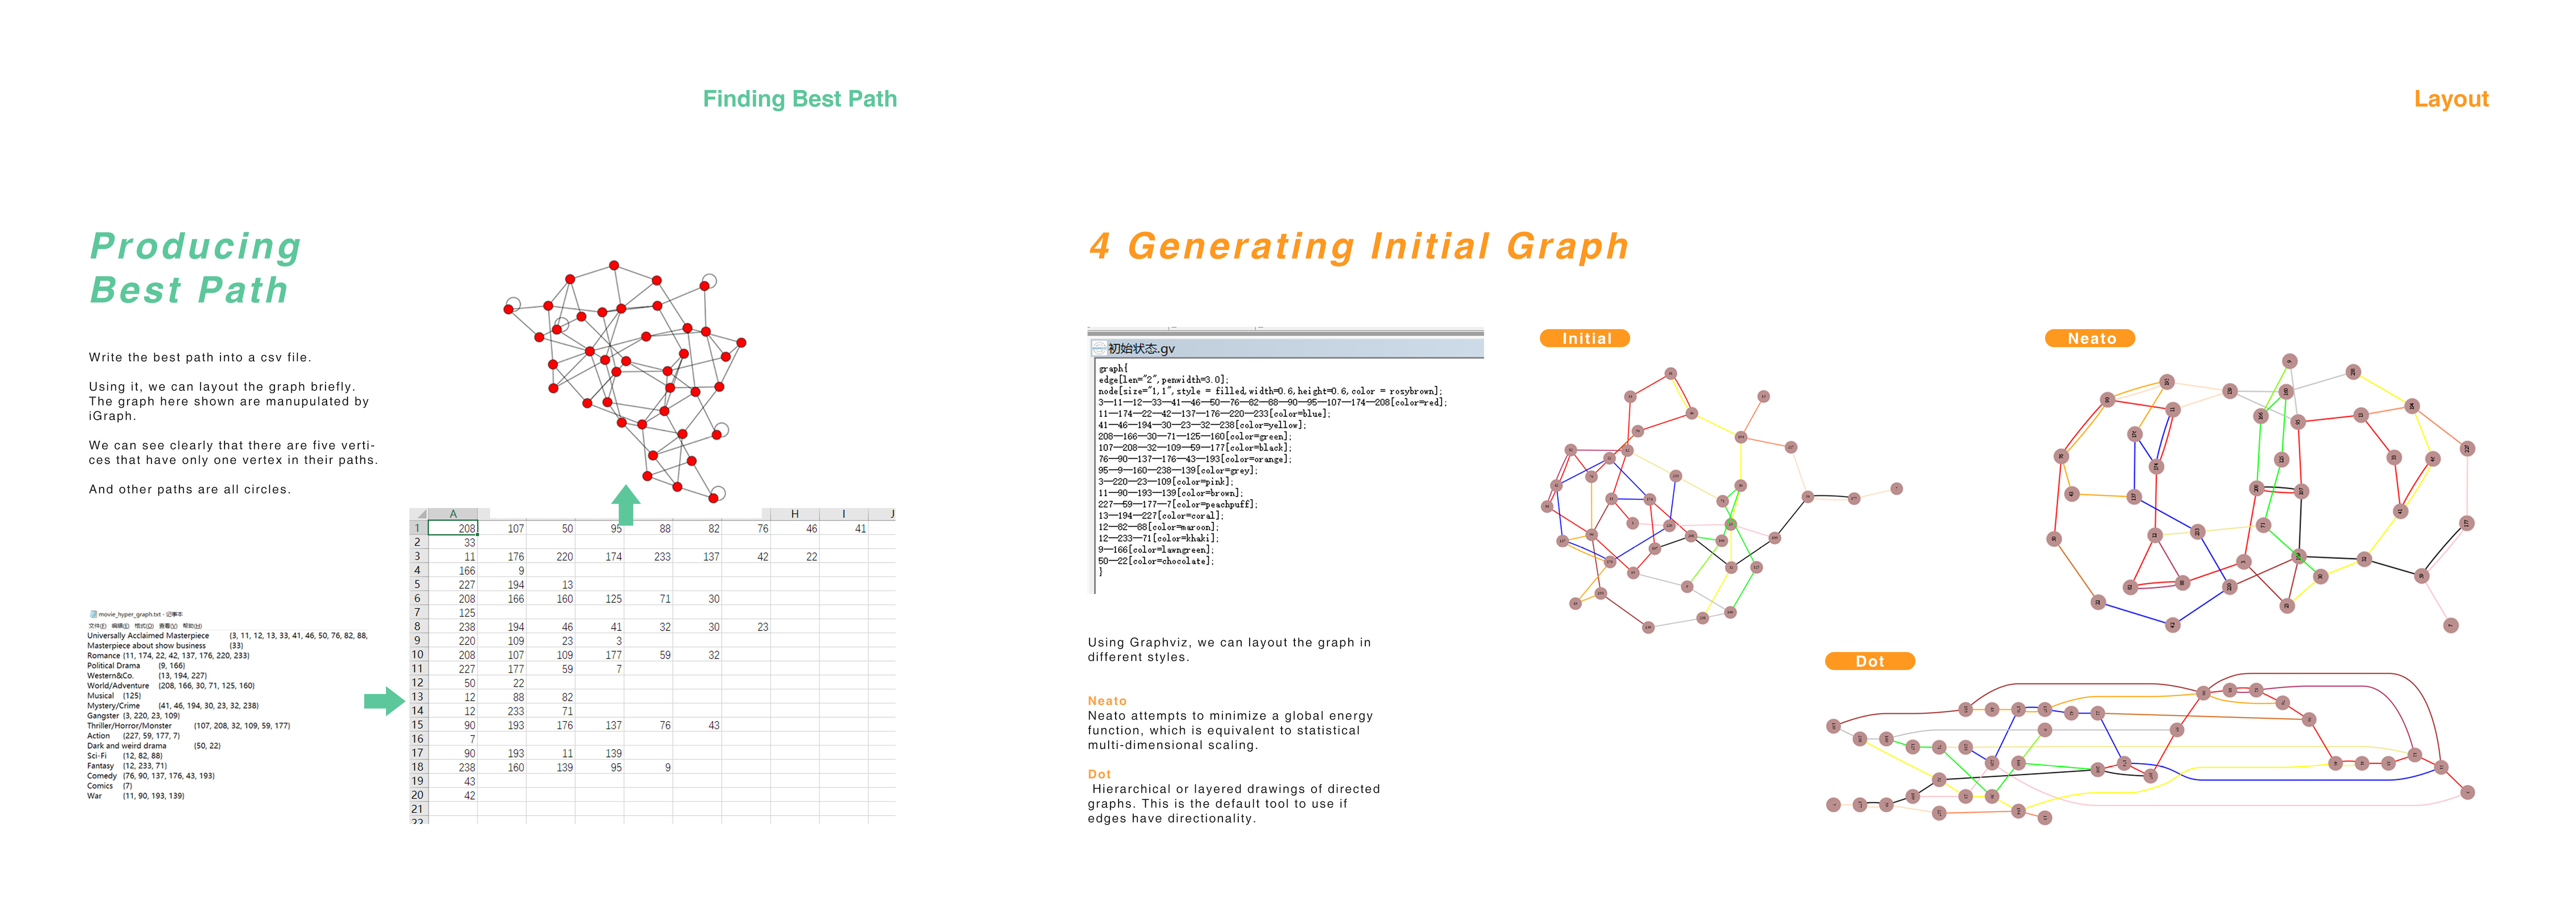 Finding Best Path
Layout
Producing
Best Path
Write the best path into a csv file.
Using it, we can layout the graph briefly.
The graph here shown are manupulated by
iGraph.
We can see clearly that there are five verti-
ces that have only one vertex in their paths.
And other paths are all circles.
movie_hyper_graph.txt - 记事本
文件(F) 编辑(E) 格式(O) 查看(V) 帮助(H)
Universally Acclaimed Masterpiece (3, 11, 12, 13, 33, 41, 46, 50, 76, 82, 88,
Masterpiece about show business (33)
Romance (11, 174, 22, 42, 137, 176, 220, 233)
Political Drama (9, 166)
Western&Co. (13, 194, 227)
World/Adventure (208, 166, 30, 71, 125, 160)
Musical (125)
Mystery/Crime (41, 46, 194, 30, 23, 32, 238)
Gangster (3, 220, 23, 109)
Thriller/Horror/Monster (107, 208, 32, 109, 59, 177)
Action (227, 59, 177, 7)
Dark and weird drama (50, 22)
Sci-Fi (12, 82, 88)
Fantasy (12, 233, 71)
Comedy (76, 90, 137, 176, 43, 193)
Comics (7)
War (11, 90, 193, 139)
A H I J
1 208 107 50 95 88 82 76 46 41
2 33
3 11 176 220 174 233 137 42 22
4 166 9
5 227 194 13
6 208 166 160 125 71 30
7 125
8 238 194 46 41 32 30 23
9 220 109 23 3
10 208 107 109 177 59 32
11 227 177 59 7
12 50 22
13 12 88 82
14 12 233 71
15 90 193 176 137 76 43
16 7
17 90 193 11 139
18 238 160 139 95 9
19 43
20 42
21
22
4 Generating Initial Graph
初始状态.gv
graph{
edge[len="2",penwidth=3.0];
node[size="1,1",style = filled,width=0.6,height=0.6,color = rosybrown];
3--11--12--33--41--46--50--76--82--88--90--95--107--174--208[color=red];
11--174--22--42--137--176--220--233[color=blue];
41--46--194--30--23--32--238[color=yellow];
208--166--30--71--125--160[color=green];
107--208--32--109--59--177[color=black];
76--90--137--176--43--193[color=orange];
95--9--160--238--139[color=grey];
3--220--23--109[color=pink];
11--90--193--139[color=brown];
227--59--177--7[color=peachpuff];
13--194--227[color=coral];
12--82--88[color=maroon];
12--233--71[color=khaki];
9--166[color=lawngreen];
50--22[color=chocolate];
}
Using Graphviz, we can layout the graph in
different styles.
Neato
Neato attempts to minimize a global energy
function, which is equivalent to statistical
multi-dimensional scaling.
Dot
Hierarchical or layered drawings of directed
graphs. This is the default tool to use if
edges have directionality.
Initial
Neato
Dot